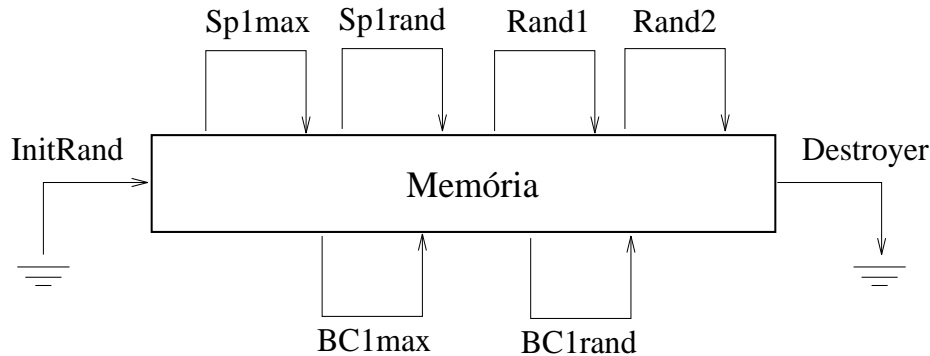 Sp1max Sp1rand Rand1 Rand2
InitRand Destroyer
Memória
BC1max BC1rand